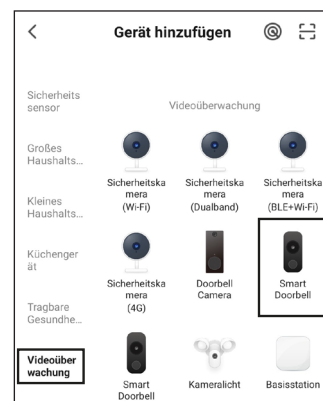 Gerät hinzufügen
Sicherheits
sensor
Großes
Haushalts...
Kleines
Haushalts...
Küchenger
ät
Tragbare
Gesundhe...
Videoüber
wachung
Videoüberwachung
Sicherheitska
mera
(Wi-Fi)
Sicherheitska
mera
(Dualband)
Sicherheitska
mera
(BLE+Wi-Fi)
Sicherheitska
mera
(4G)
Doorbell
Camera
Smart
Doorbell
Smart
Doorbell
Kameralicht
Basisstation